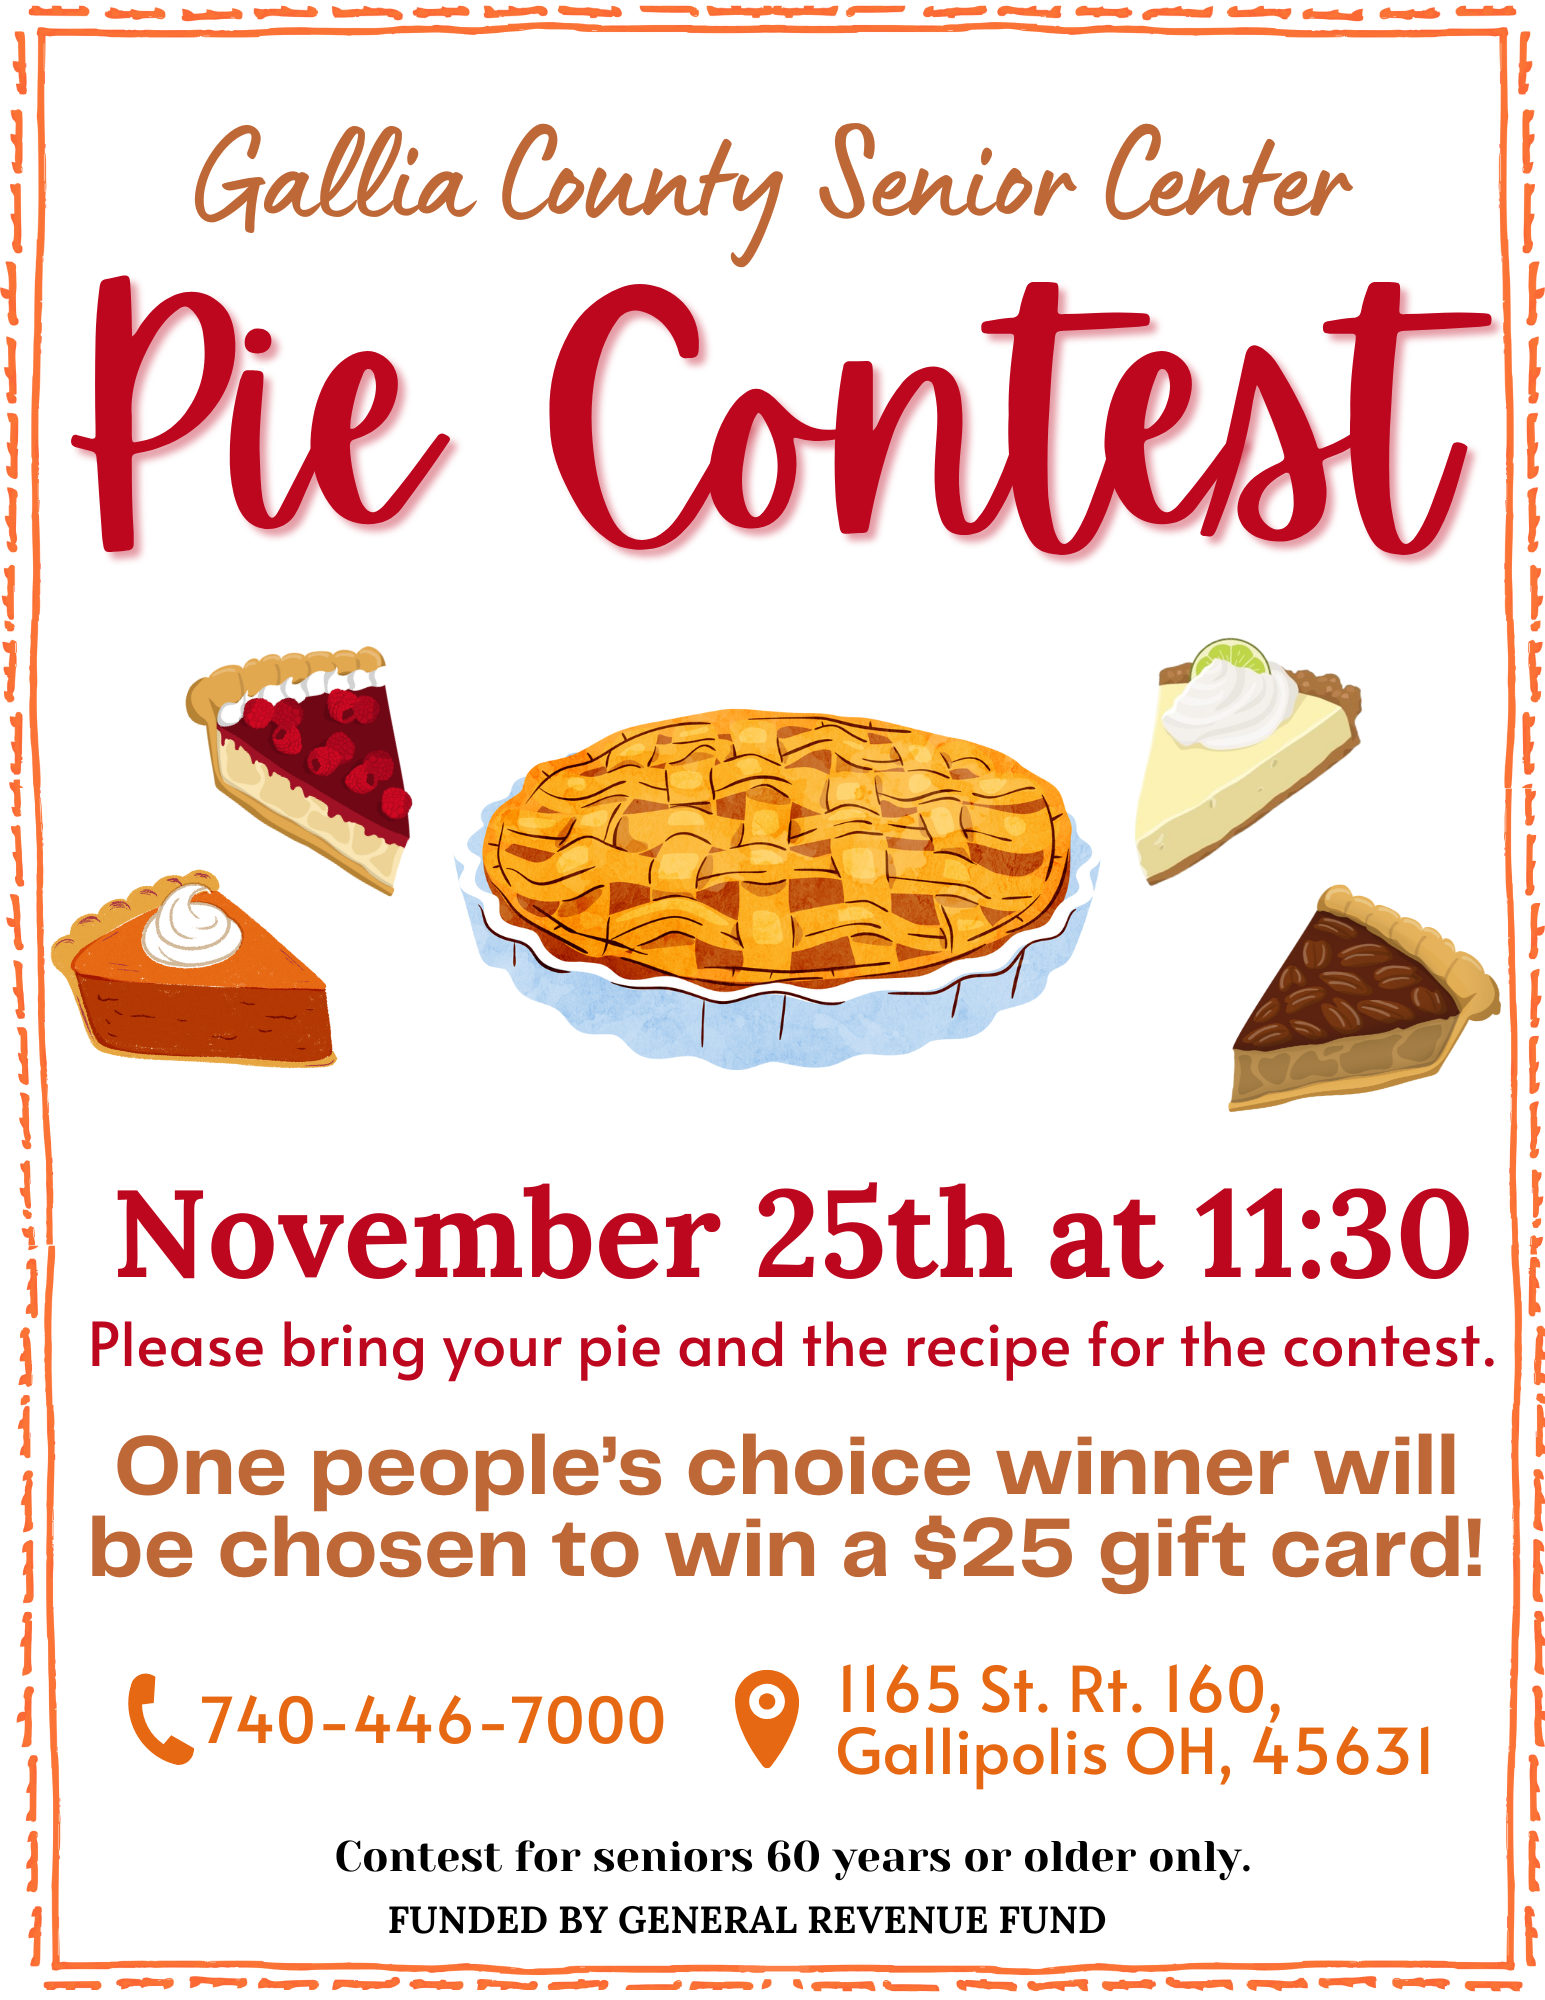 Gallia County Senior Center
Pie Contest
November 25th at 11:30
Please bring your pie and the recipe for the contest.
One people’s choice winner will
be chosen to win a $25 gift card!
740-446-7000
1165 St. Rt. 160,
Gallipolis OH, 45631
Contest for seniors 60 years or older only.
FUNDED BY GENERAL REVENUE FUND